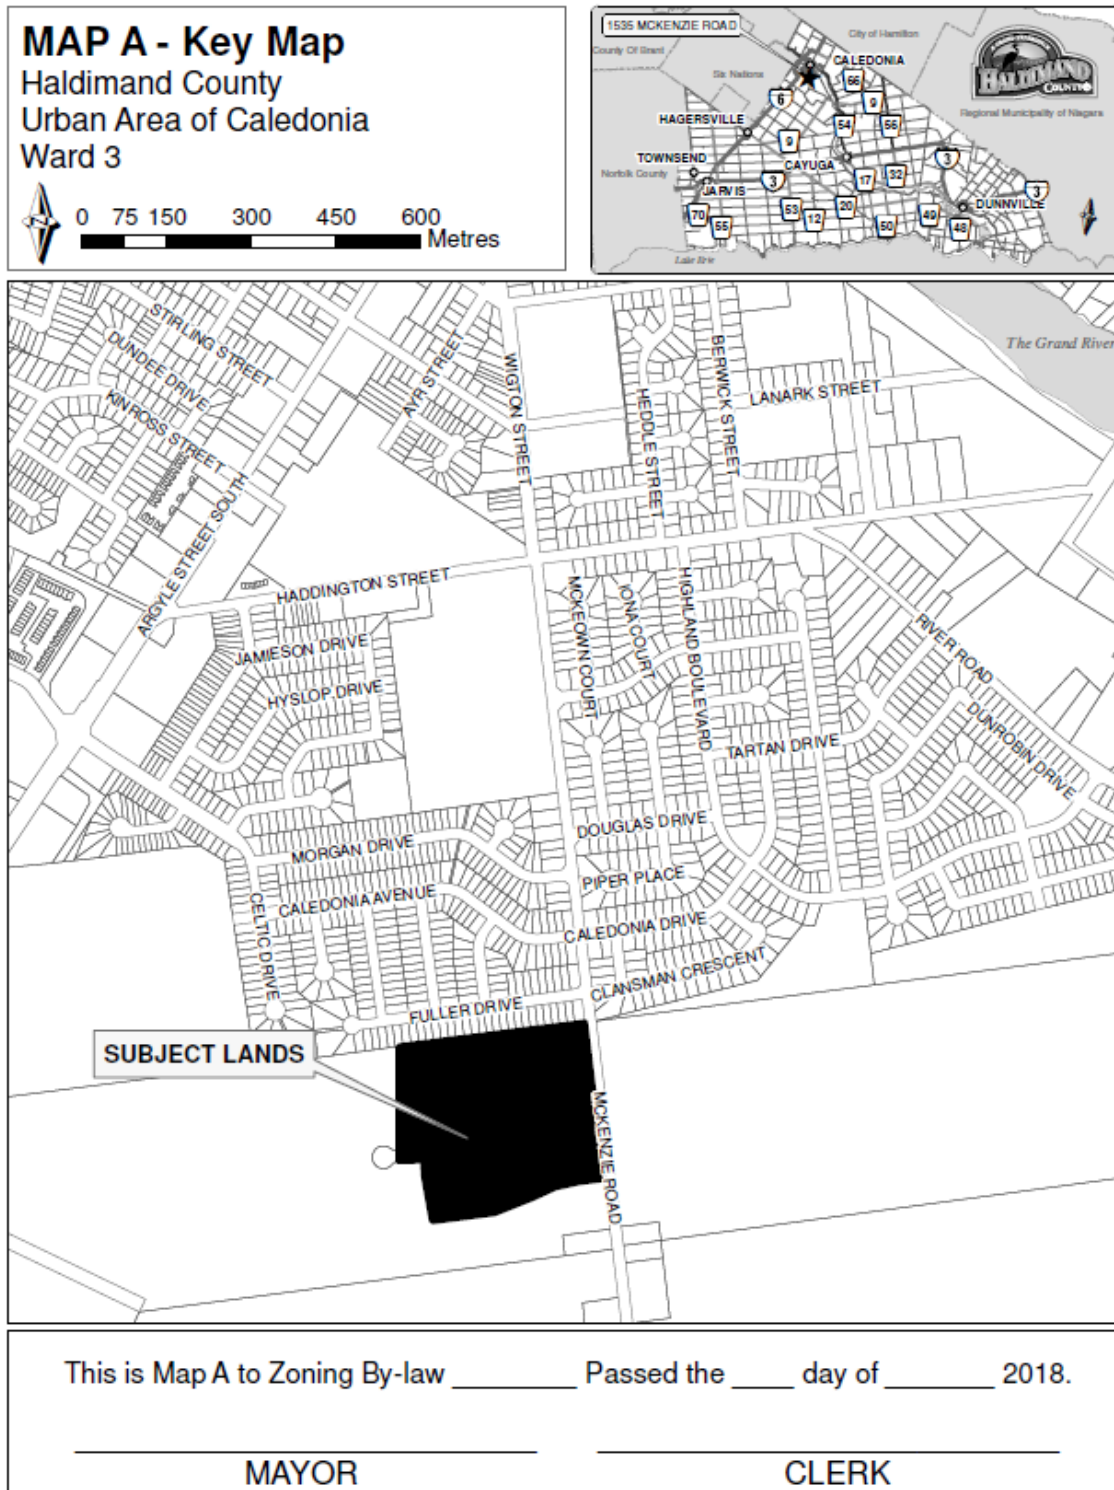 MAP A - Key Map
Haldimand County
Urban Area of Caledonia
Ward 3
0 75 150 300 450 600
Metres
N
1535 MCKENZIE ROAD
City of Hamilton
County Of Brant
CALEDONIA
Six Nations
66
6
9
HALDIMAND
COUNTY
Regional Municipality of Niagara
HAGERSVILLE
54
56
9
TOWNSEND
CAYUGA
3
Norfolk County
JARVIS
3
17
32
3
DUNNVILLE
70
55
53
12
20
50
49
48
Lake Erie
STIRLING STREET
DUNDEE DRIVE
KINROSS STREET
AYR STREET
WIGTON STREET
BERWICK STREET
HEDDLE STREET
LANARK STREET
The Grand River
ARGYLE STREET SOUTH
HADDINGTON STREET
MCKEOWN COURT
IONA COURT
HIGHLAND BOULEVARD
RIVER ROAD
JAMIESON DRIVE
HYSLOP DRIVE
TARTAN DRIVE
DUNROBIN DRIVE
DOUGLAS DRIVE
MORGAN DRIVE
PIPER PLACE
CALEDONIA AVENUE
CALEDONIA DRIVE
CELTIC DRIVE
CLANSMAN CRESCENT
FULLER DRIVE
SUBJECT LANDS
MCKENZIE ROAD
This is Map A to Zoning By-law ________ Passed the ____ day of _______ 2018.
MAYOR
CLERK